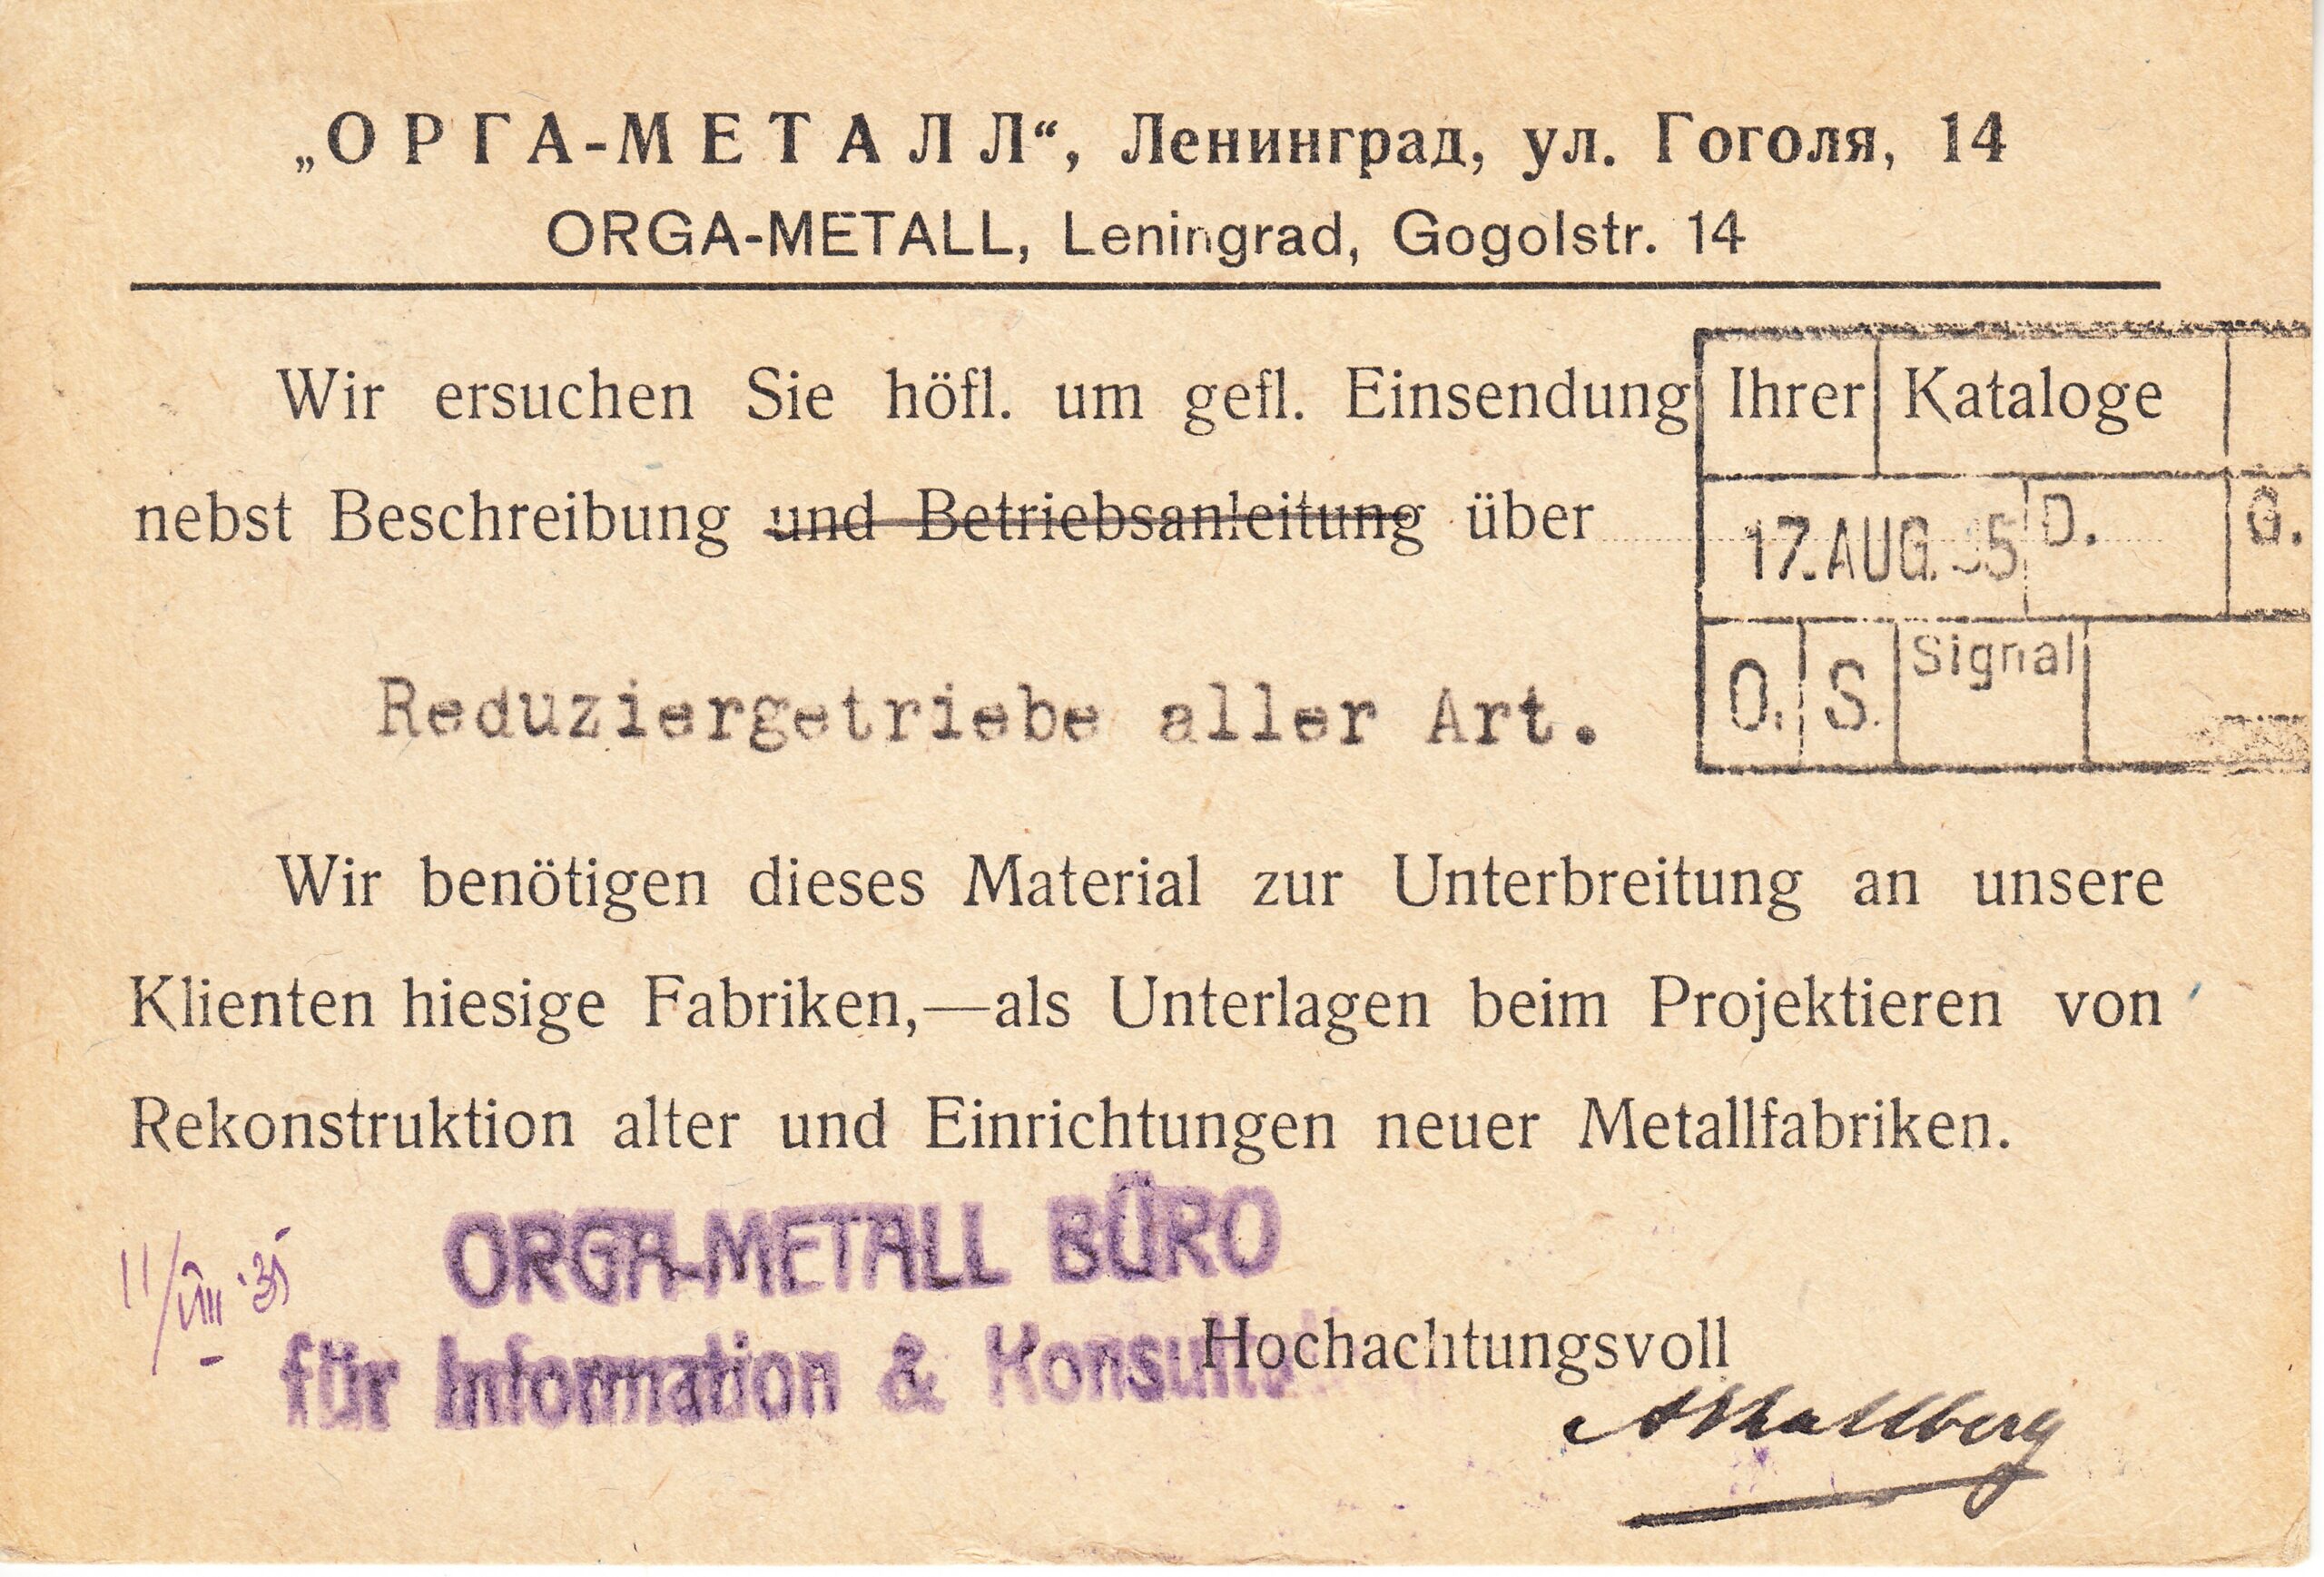 „ОРГА-МЕТАЛЛ“, Ленинград, ул. Гоголя, 14
ORGA-METALL, Leningrad, Gogolstr. 14
Wir ersuchen Sie höfl. um gefl. Einsendung Ihrer Kataloge
nebst Beschreibung und Betriebsanleitung über
17. AUG. 35 D. G.
O. S. Signal
Reduziergetriebe aller Art.
Wir benötigen dieses Material zur Unterbreitung an unsere
Klienten hiesige Fabriken,—als Unterlagen beim Projektieren von
Rekonstruktion alter und Einrichtungen neuer Metallfabriken.
ORGA-METALL BÜRO
11/VIII 35
für Information &
Hochachtungsvoll